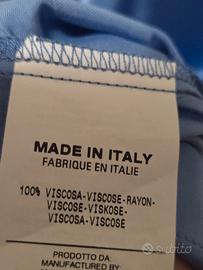 MADE IN ITALY
FABRIQUE EN ITALIE
100% VISCOSA-VISCOSE-RAYON-
VISCOSE-VISKOSE-
VISCOSA-VISCOSE
PRODOTTO DA
MANUFACTURED BY
subito